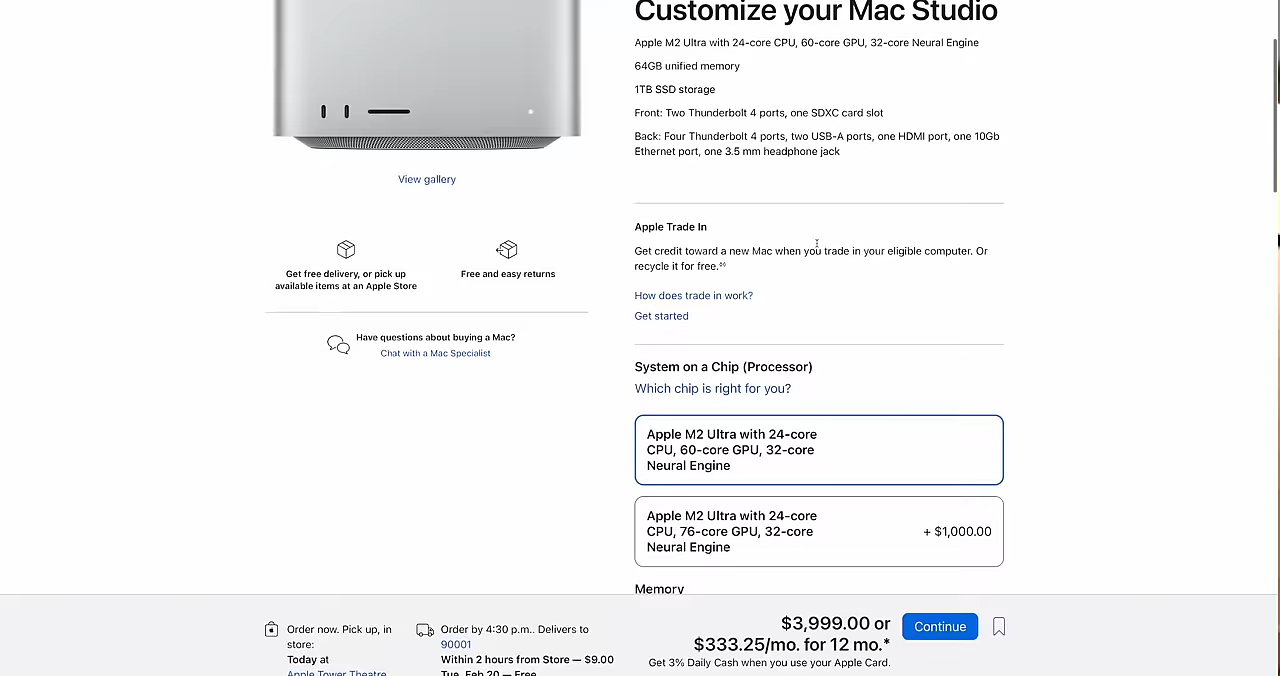 Customize your Mac Studio
Apple M2 Ultra with 24-core CPU, 60-core GPU, 32-core Neural Engine
64GB unified memory
1TB SSD storage
Front: Two Thunderbolt 4 ports, one SDXC card slot
Back: Four Thunderbolt 4 ports, two USB-A ports, one HDMI port, one 10Gb
Ethernet port, one 3.5 mm headphone jack
View gallery
Get free delivery, or pick up
available items at an Apple Store
Free and easy returns
Have questions about buying a Mac?
Chat with a Mac Specialist
Apple Trade In
Get credit toward a new Mac when you trade in your eligible computer. Or
recycle it for free.
How does trade in work?
Get started
System on a Chip (Processor)
Which chip is right for you?
Apple M2 Ultra with 24-core
CPU, 60-core GPU, 32-core
Neural Engine
Apple M2 Ultra with 24-core
CPU, 76-core GPU, 32-core
Neural Engine
+ $1,000.00
Memory
Order now. Pick up, in
store:
Today at
Apple Tower Theatre
Order by 4:30 p.m.. Delivers to
90001
Within 2 hours from Store — $9.00
Tue, Feb 20 — Free
$3,999.00 or
$333.25/mo. for 12 mo.*
Get 3% Daily Cash when you use your Apple Card.
Continue